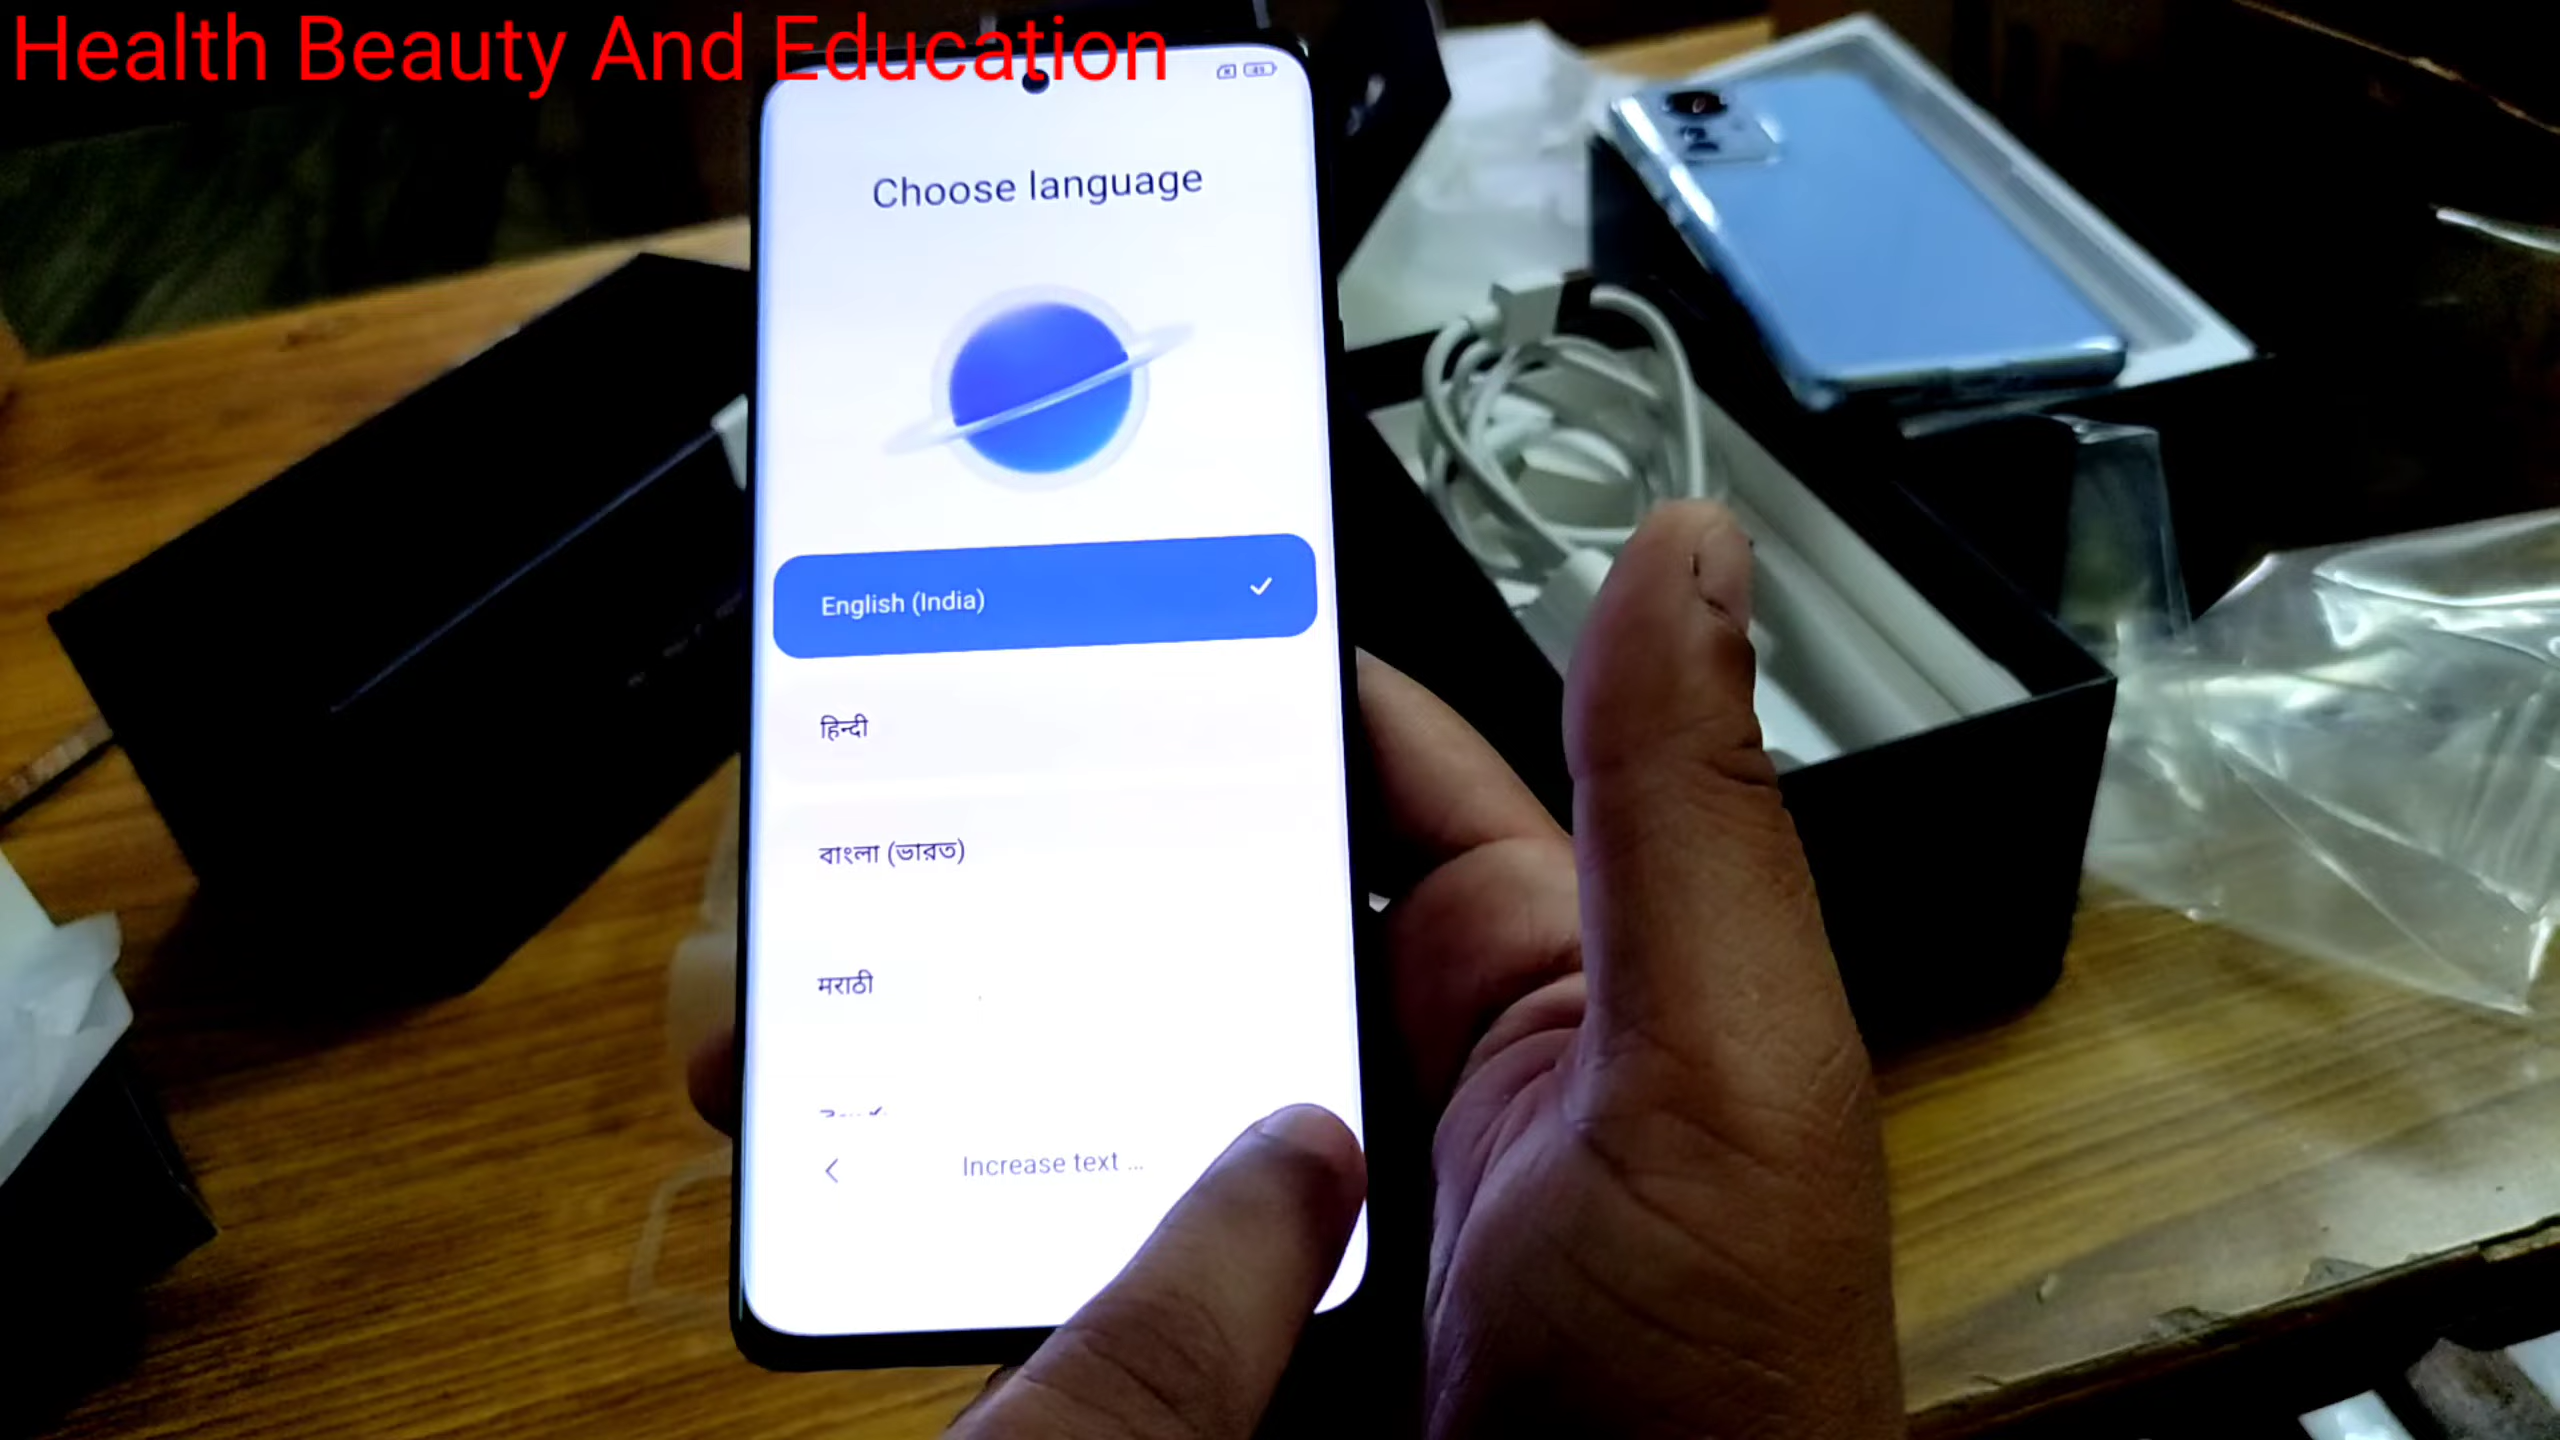 Health Beauty And Education
Choose language
English (India)
हिन्दी
বাংলা (ভারত)
मराठी
Increase text ...